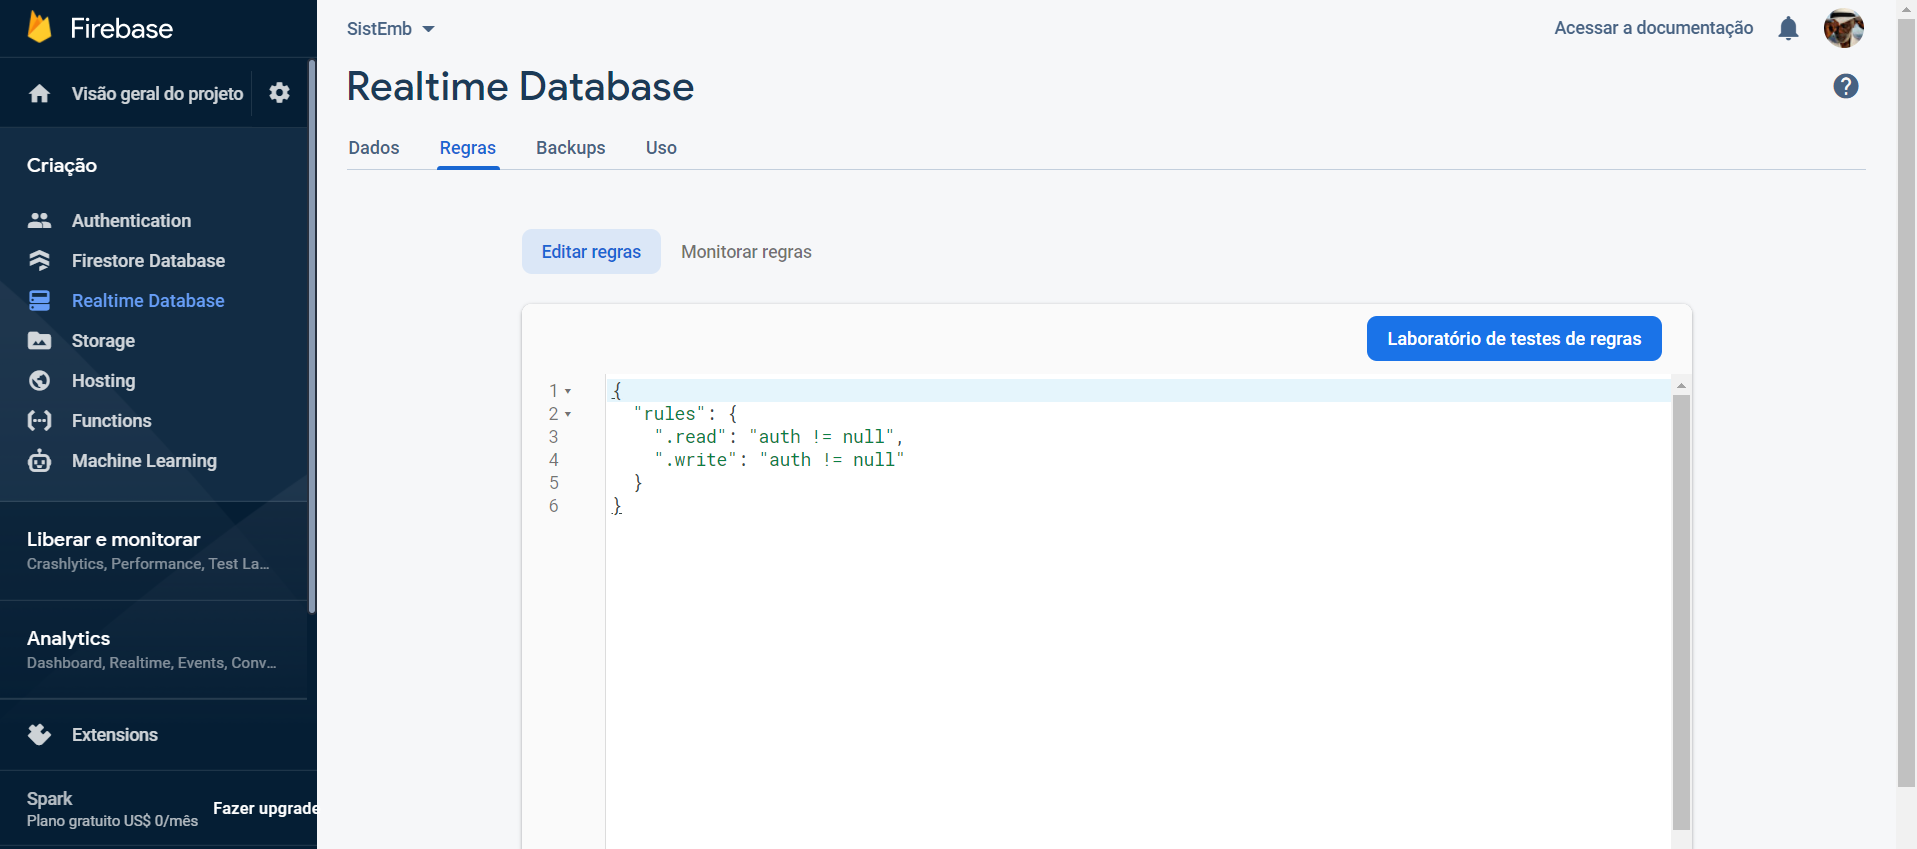 Firebase
Visão geral do projeto
Criação
Authentication
Firestore Database
Realtime Database
Storage
Hosting
Functions
Machine Learning
Liberar e monitorar
Crashlytics, Performance, Test La...
Analytics
Dashboard, Realtime, Events, Conv...
Extensions
Spark
Plano gratuito US$ 0/mês
Fazer upgrade
SistEmb
Acessar a documentação
Realtime Database
Dados Regras Backups Uso
Editar regras Monitorar regras
Laboratório de testes de regras
1 {
2 "rules": {
3 ".read": "auth != null",
4 ".write": "auth != null"
5 }
6 }